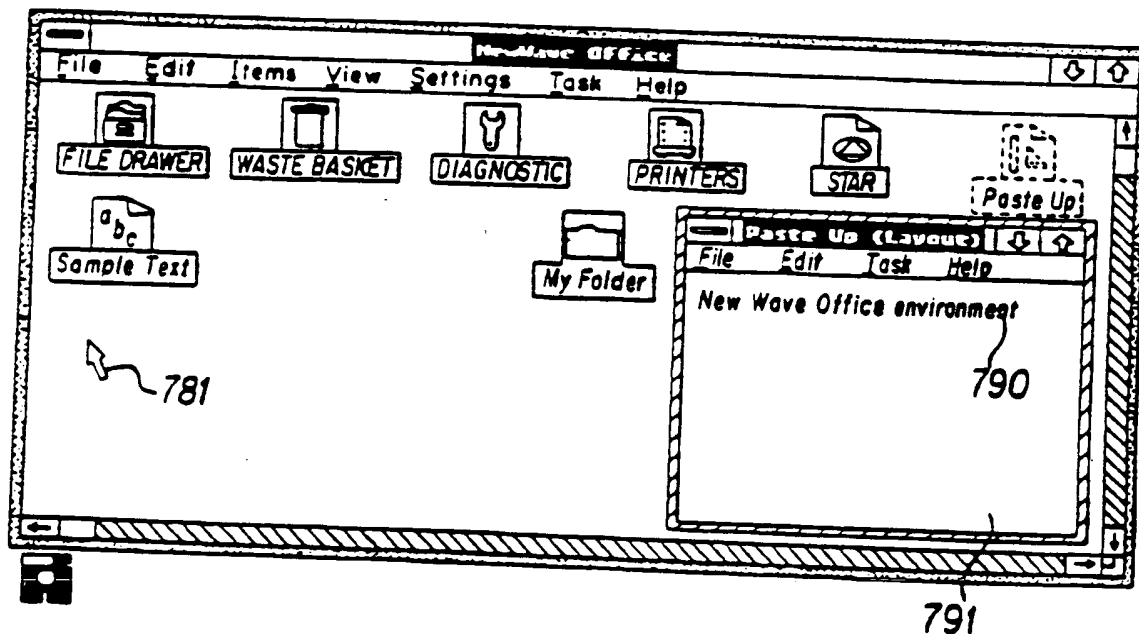 NewWave Office
File Edit Items View Settings Task Help
FILE DRAWER WASTE BASKET DIAGNOSTIC PRINTERS STAR Paste Up
abc
Sample Text My Folder
Paste Up (Layout)
File Edit Task Help
New Wave Office environment
790
781
791